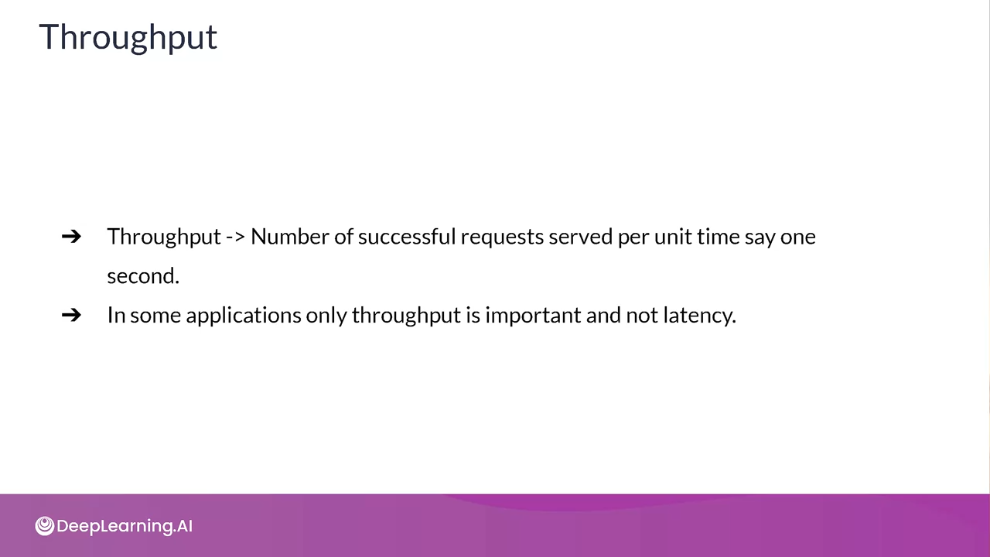 Throughput
➔ Throughput -> Number of successful requests served per unit time say one
second.
➔ In some applications only throughput is important and not latency.
DeepLearning.AI